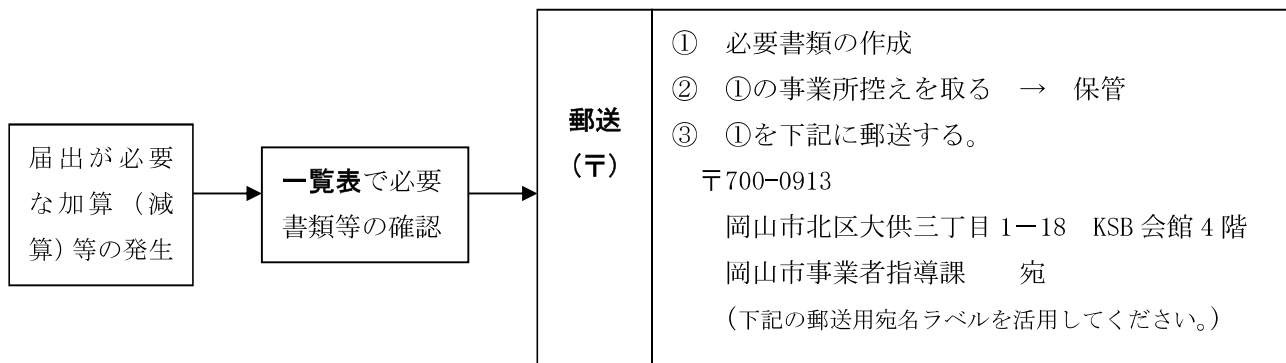 届出が必要
な加算（減
算）等の発生
一覧表で必要
書類等の確認
郵送
（〒）
①　必要書類の作成
②　①の事業所控えを取る　→　保管
③　①を下記に郵送する。
〒700-0913
岡山市北区大供三丁目1－18　KSB会館4階
岡山市事業者指導課　　宛
（下記の郵送用宛名ラベルを活用してください。）